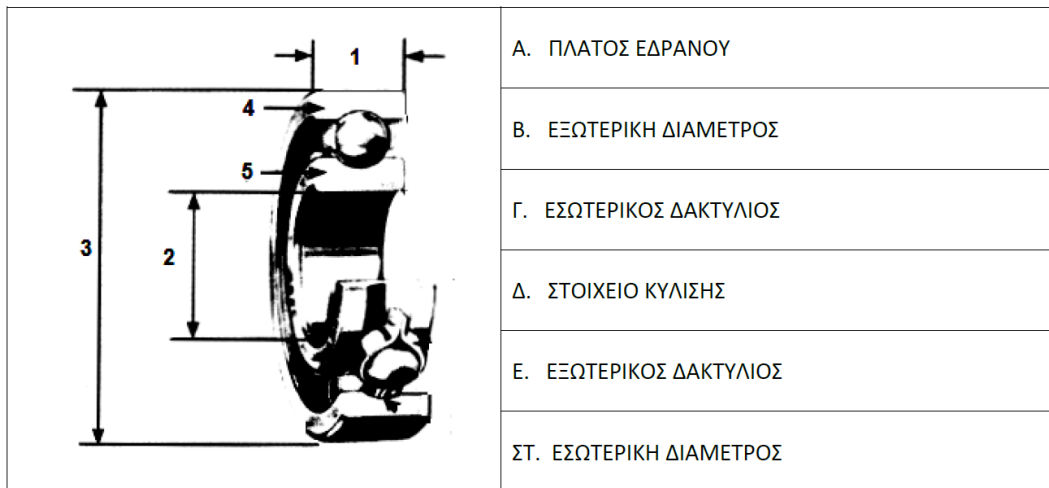 1
4
5
3
2
Α. ΠΛΑΤΟΣ ΕΔΡΑΝΟΥ
Β. ΕΞΩΤΕΡΙΚΗ ΔΙΑΜΕΤΡΟΣ
Γ. ΕΣΩΤΕΡΙΚΟΣ ΔΑΚΤΥΛΙΟΣ
Δ. ΣΤΟΙΧΕΙΟ ΚΥΛΙΣΗΣ
Ε. ΕΞΩΤΕΡΙΚΟΣ ΔΑΚΤΥΛΙΟΣ
ΣΤ. ΕΣΩΤΕΡΙΚΗ ΔΙΑΜΕΤΡΟΣ